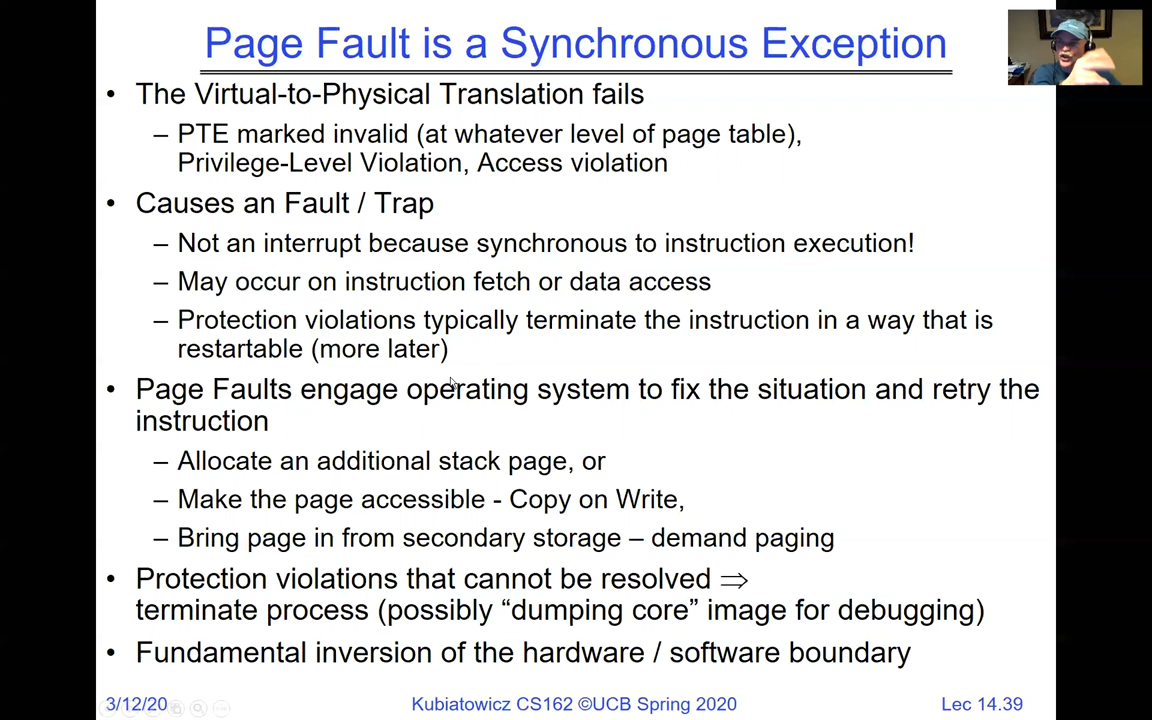 Page Fault is a Synchronous Exception
• The Virtual-to-Physical Translation fails
– PTE marked invalid (at whatever level of page table),
Privilege-Level Violation, Access violation
• Causes an Fault / Trap
– Not an interrupt because synchronous to instruction execution!
– May occur on instruction fetch or data access
– Protection violations typically terminate the instruction in a way that is
restartable (more later)
• Page Faults engage operating system to fix the situation and retry the
instruction
– Allocate an additional stack page, or
– Make the page accessible - Copy on Write,
– Bring page in from secondary storage – demand paging
• Protection violations that cannot be resolved ⇒
terminate process (possibly “dumping core” image for debugging)
• Fundamental inversion of the hardware / software boundary
3/12/20 Kubiatowicz CS162 ©UCB Spring 2020 Lec 14.39